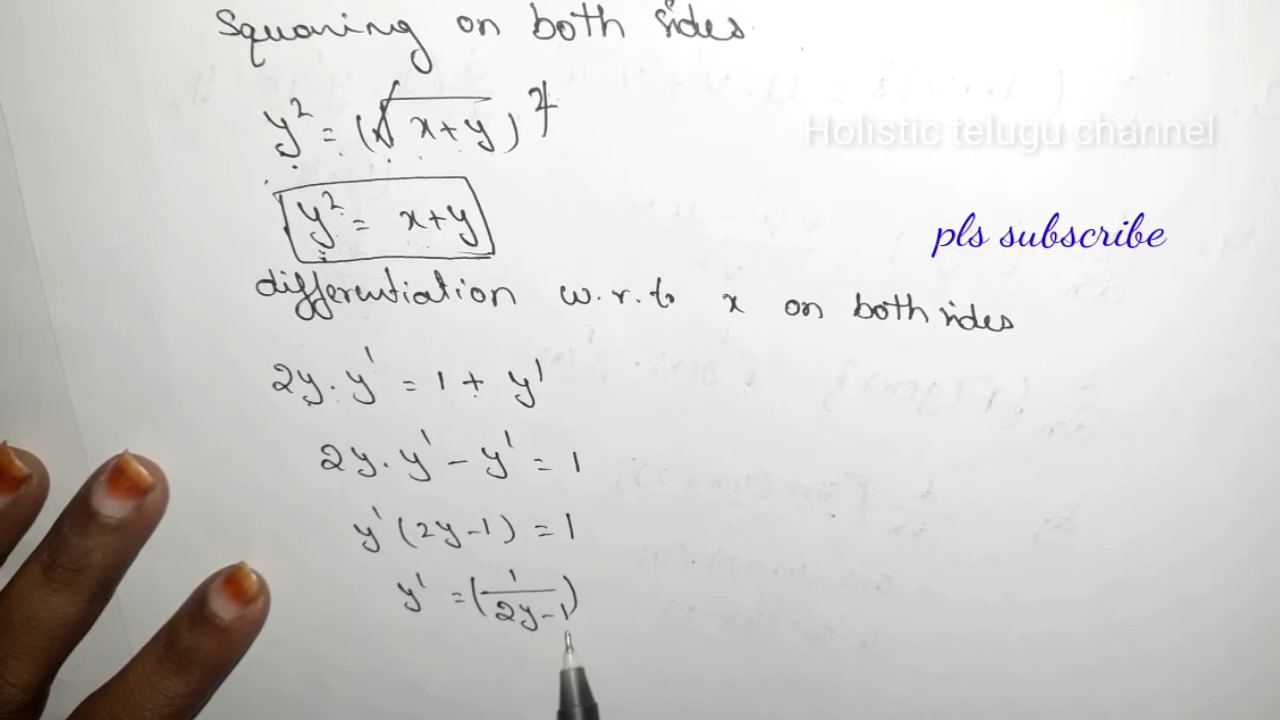 Squaring on both sides
y² = (√x+y)²
Holistic telugu channel
y² = x+y
pls subscribe
differentiation w.r.to x on both sides
2y. y' = 1 + y'
2y. y' - y' = 1
y' (2y-1) = 1
y' = (1/2y-1)